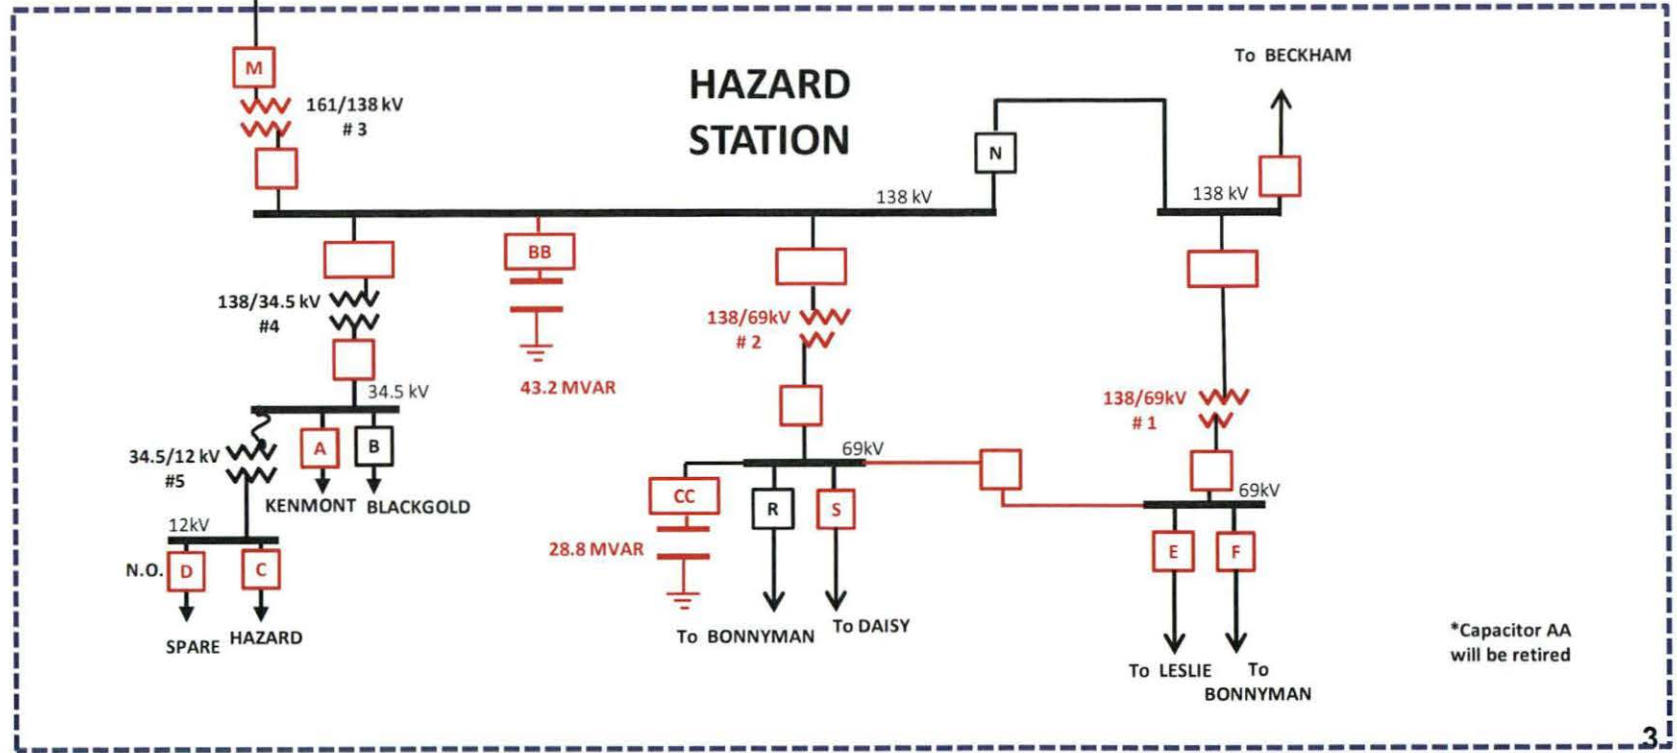 HAZARD
STATION
To BECKHAM
M
161/138 kV
# 3
N
138 kV
138 kV
BB
138/34.5 kV
#4
138/69kV
# 2
43.2 MVAR
34.5 kV
138/69kV
# 1
A
B
34.5/12 kV
#5
KENMONT
BLACKGOLD
69kV
CC
R
S
69kV
12kV
28.8 MVAR
E
F
N.O.
D
C
SPARE
HAZARD
To BONNYMAN
To DAISY
To LESLIE
To
BONNYMAN
*Capacitor AA
will be retired
3